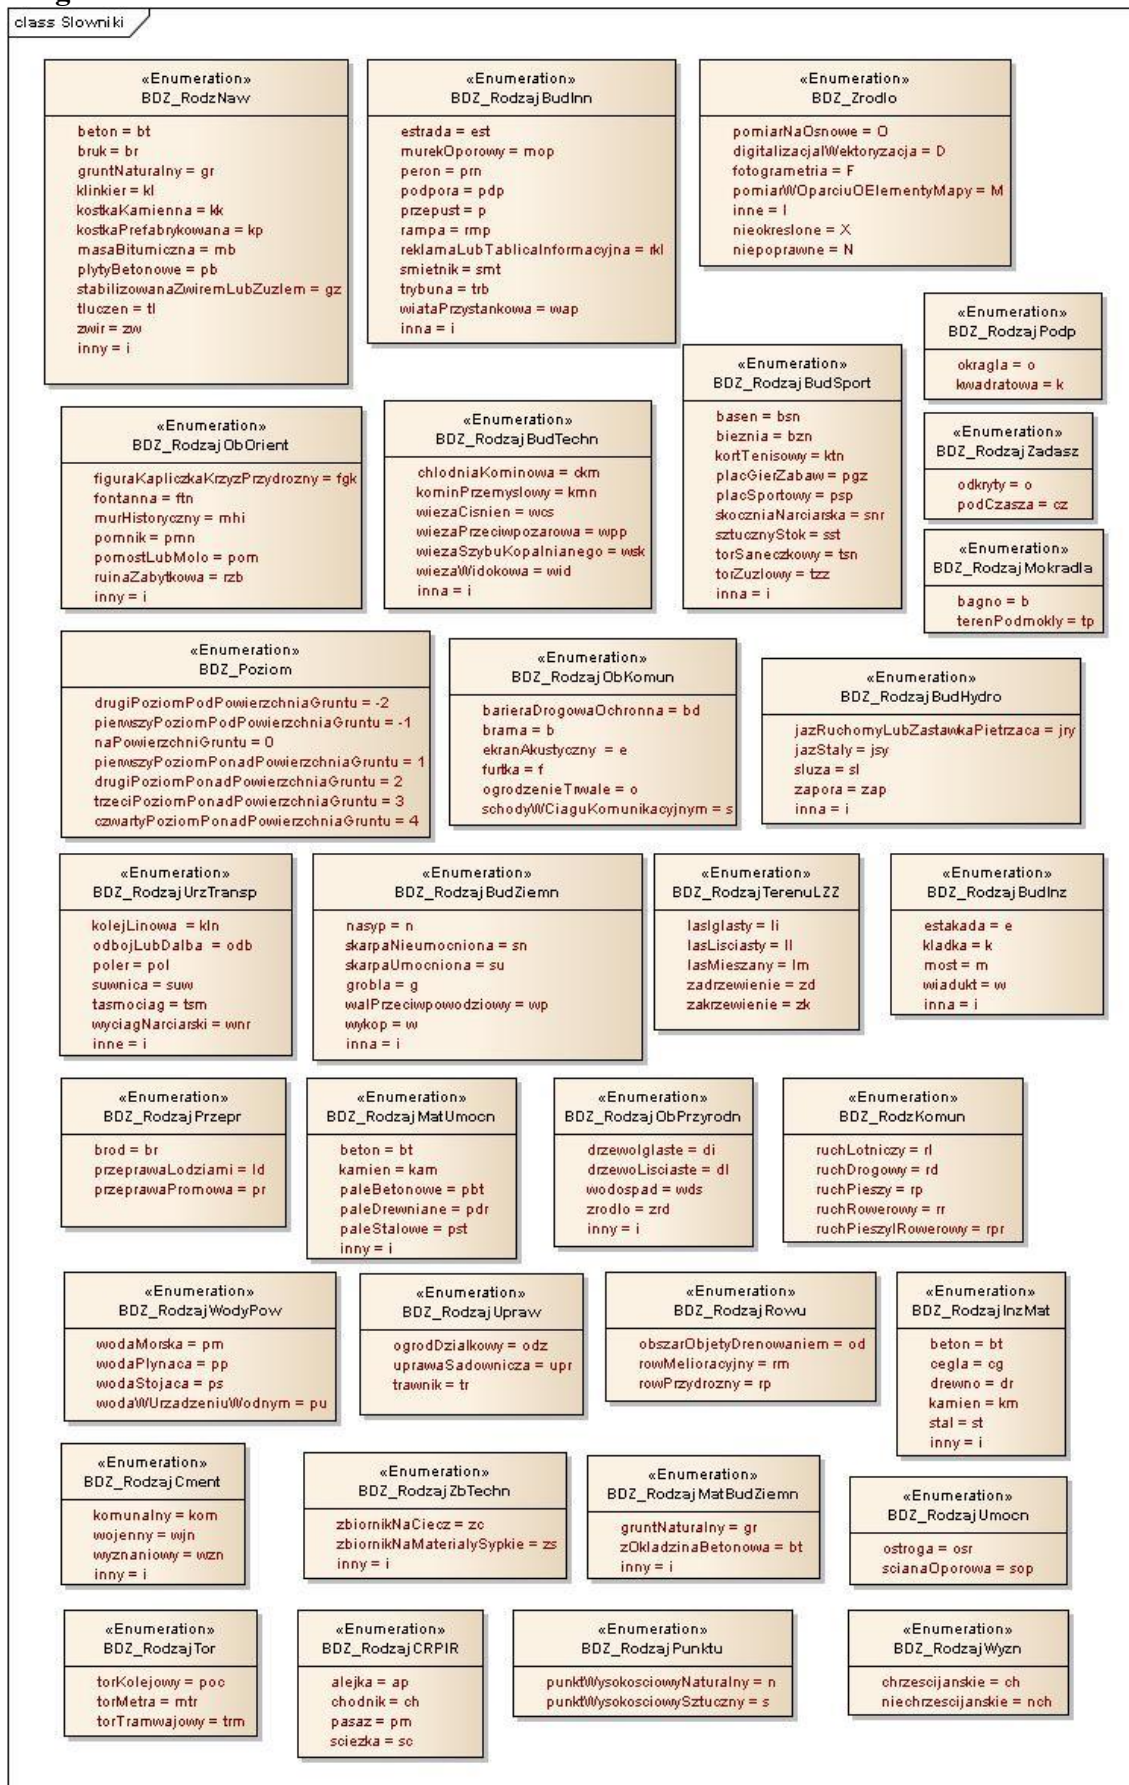 class Slowniki
«Enumeration»
BDZ_RodzNaw
beton = bt
bruk = br
gruntNaturalny = gr
klinkier = kl
kostkaKamienna = kk
kostkaPrefabrykowana = kp
masaBitumiczna = mb
plytyBetonowe = pb
stabilizowanaZwiremLubZuzlem = gz
tluczen = tl
zwir = zw
inny = i
«Enumeration»
BDZ_RodzajBudInn
estrada = est
murekOporowy = mop
peron = prn
podpora = pdp
przepust = p
rampa = rmp
reklamaLubTablicaInformacyjna = rkl
smietnik = smt
trybuna = trb
wiataPrzystankowa = wap
inna = i
«Enumeration»
BDZ_Zrodlo
pomiarNaOsnowe = O
digitalizacjaIWektoryzacja = D
fotogrametria = F
pomiarWOparciuOElementyMapy = M
inne = I
nieokreslone = X
niepoprawne = N
«Enumeration»
BDZ_RodzajPodp
okragla = o
kwadratowa = k
«Enumeration»
BDZ_RodzajBudSport
basen = bsn
bieznia = bzn
kortTenisowy = ktn
placGierZabaw = pgz
placSportowy = psp
skoczniaNarciarska = snr
sztucznyStok = sst
torSaneczkowy = tsn
torZuzlowy = tzz
inna = i
«Enumeration»
BDZ_RodzajObOrient
figuraKapliczkaKrzyzPrzydrozny = fgk
fontanna = ftn
murHistoryczny = mhi
pomnik = pmn
pomostLubMolo = pom
ruinaZabytkowa = rzb
inny = i
«Enumeration»
BDZ_RodzajBudTechn
chlodniaKominowa = ckm
kominPrzemyslowy = kmn
wiezaCisnien = wcs
wiezaPrzeciwpozarowa = wpp
wiezaSzybuKopalnianego = wsk
wiezaWidokowa = wid
inna = i
«Enumeration»
BDZ_RodzajZadasz
odkryty = o
podCzasza = cz
«Enumeration»
BDZ_RodzajMokradla
bagno = b
terenPodmokly = tp
«Enumeration»
BDZ_Poziom
drugiPoziomPodPowierzchniaGruntu = -2
pierwszyPoziomPodPowierzchniaGruntu = -1
naPowierzchniGruntu = 0
pierwszyPoziomPonadPowierzchniaGruntu = 1
drugiPoziomPonadPowierzchniaGruntu = 2
trzeciPoziomPonadPowierzchniaGruntu = 3
czwartyPoziomPonadPowierzchniaGruntu = 4
«Enumeration»
BDZ_RodzajObKomun
barieraDrogowaOchronna = bd
brama = b
ekranAkustyczny = e
furtka = f
ogrodzenieTrwale = o
schodyWCiaguKomunikacyjnym = s
«Enumeration»
BDZ_RodzajBudHydro
jazRuchomyLubZastawkaPietrzaca = jry
jazStaly = jsy
sluza = sl
zapora = zap
inna = i
«Enumeration»
BDZ_RodzajUrzTransp
kolejLinowa = kln
odbojLubDalba = odb
poler = pol
suwnica = suw
tasmociag = tsm
wyciagNarciarski = wnr
inne = i
«Enumeration»
BDZ_RodzajBudZiemn
nasyp = n
skarpaNieumocniona = sn
skarpaUmocniona = su
grobla = g
walPrzeciwpowodziowy = wp
wykop = w
inna = i
«Enumeration»
BDZ_RodzajTerenuLZZ
lasIglasty = li
lasLisciasty = ll
lasMieszany = lm
zadrzewienie = zd
zakrzewienie = zk
«Enumeration»
BDZ_RodzajBudInz
estakada = e
kladka = k
most = m
wiadukt = w
inna = i
«Enumeration»
BDZ_RodzajPrzepr
brod = br
przeprawaLodziami = ld
przeprawaPromowa = pr
«Enumeration»
BDZ_RodzajMatUmocn
beton = bt
kamien = kam
paleBetonowe = pbt
paleDrewniane = pdr
paleStalowe = pst
inny = i
«Enumeration»
BDZ_RodzajObPrzyrodn
drzewoIglaste = di
drzewoLisciaste = dl
wodospad = wds
zrodlo = zrd
inny = i
«Enumeration»
BDZ_RodzKomun
ruchLotniczy = rl
ruchDrogowy = rd
ruchPieszy = rp
ruchRowerowy = rr
ruchPieszyIRowerowy = rpr
«Enumeration»
BDZ_RodzajWodyPow
wodaMorska = pm
wodaPlynaca = pp
wodaStojaca = ps
wodaWUrzadzeniuWodnym = pu
«Enumeration»
BDZ_RodzajUpraw
ogrodDzialkowy = odz
uprawaSadownicza = upr
trawnik = tr
«Enumeration»
BDZ_RodzajRowu
obszarObjetyDrenowaniem = od
rowMelioracyjny = rm
rowPrzydrozny = rp
«Enumeration»
BDZ_RodzajInzMat
beton = bt
cegla = cg
drewno = dr
kamien = km
stal = st
inny = i
«Enumeration»
BDZ_RodzajCment
komunalny = kom
wojenny = wjn
wyznaniowy = wzn
inny = i
«Enumeration»
BDZ_RodzajZbTechn
zbiornikNaCiecz = zc
zbiornikNaMaterialySypkie = zs
inny = i
«Enumeration»
BDZ_RodzajMatBudZiemn
gruntNaturalny = gr
zOkladzinaBetonowa = bt
inny = i
«Enumeration»
BDZ_RodzajUmocn
ostroga = osr
scianaOporowa = sop
«Enumeration»
BDZ_RodzajTor
torKolejowy = poc
torMetra = mtr
torTramwajowy = trm
«Enumeration»
BDZ_RodzajCRPIR
alejka = ap
chodnik = ch
pasaz = pm
sciezka = sc
«Enumeration»
BDZ_RodzajPunktu
punktWysokosciowyNaturalny = n
punktWysokosciowySztuczny = s
«Enumeration»
BDZ_RodzajWyzn
chrzescijanskie = ch
niechrzescijanskie = nch